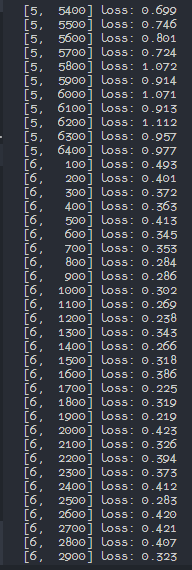 [5,  5400] loss: 0.699
[5,  5500] loss: 0.746
[5,  5600] loss: 0.801
[5,  5700] loss: 0.724
[5,  5800] loss: 1.072
[5,  5900] loss: 0.914
[5,  6000] loss: 1.071
[5,  6100] loss: 0.913
[5,  6200] loss: 1.112
[5,  6300] loss: 0.957
[5,  6400] loss: 0.977
[6,   100] loss: 0.493
[6,   200] loss: 0.401
[6,   300] loss: 0.372
[6,   400] loss: 0.363
[6,   500] loss: 0.413
[6,   600] loss: 0.345
[6,   700] loss: 0.353
[6,   800] loss: 0.284
[6,   900] loss: 0.286
[6,  1000] loss: 0.302
[6,  1100] loss: 0.269
[6,  1200] loss: 0.238
[6,  1300] loss: 0.343
[6,  1400] loss: 0.266
[6,  1500] loss: 0.318
[6,  1600] loss: 0.386
[6,  1700] loss: 0.225
[6,  1800] loss: 0.319
[6,  1900] loss: 0.219
[6,  2000] loss: 0.423
[6,  2100] loss: 0.326
[6,  2200] loss: 0.394
[6,  2300] loss: 0.373
[6,  2400] loss: 0.412
[6,  2500] loss: 0.283
[6,  2600] loss: 0.420
[6,  2700] loss: 0.421
[6,  2800] loss: 0.407
[6,  2900] loss: 0.323